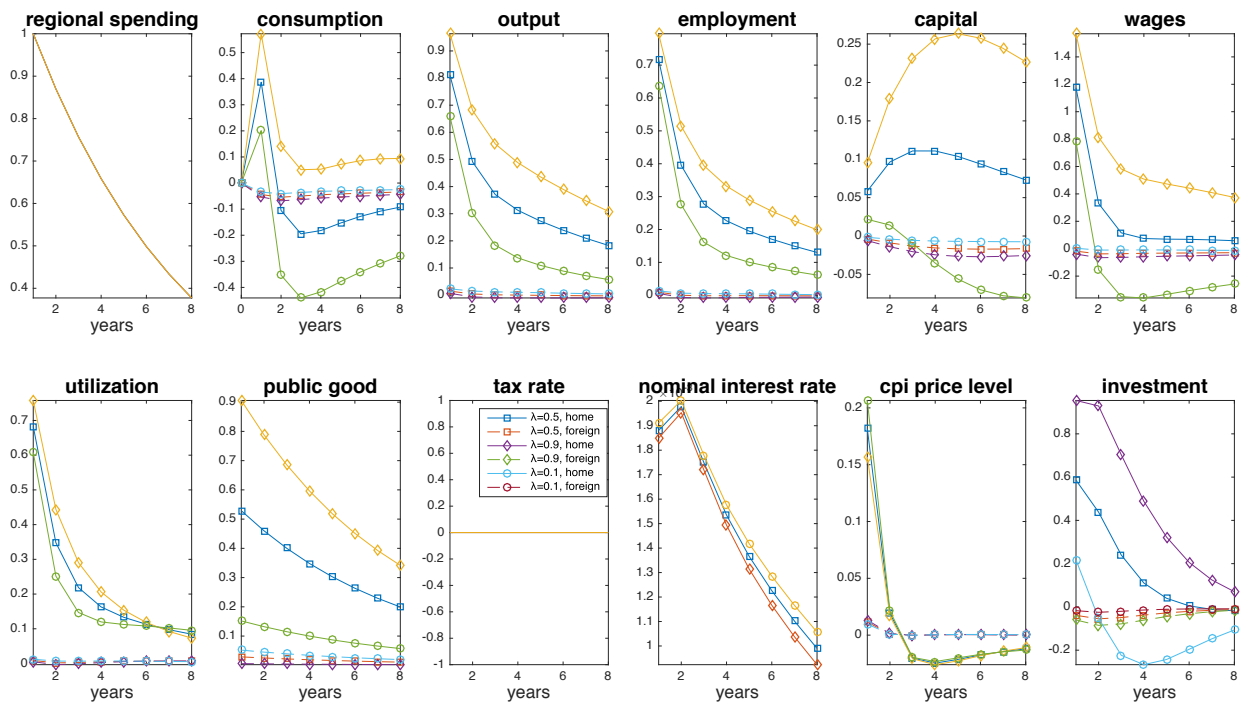 regional spending
1
0.9
0.8
0.7
0.6
0.5
0.4
2 4 6 8
years
consumption
0.5
0.4
0.3
0.2
0.1
0
-0.1
-0.2
-0.3
-0.4
0 2 4 6 8
years
output
0.9
0.8
0.7
0.6
0.5
0.4
0.3
0.2
0.1
0
2 4 6 8
years
employment
0.7
0.6
0.5
0.4
0.3
0.2
0.1
0
2 4 6 8
years
capital
0.25
0.2
0.15
0.1
0.05
0
-0.05
2 4 6 8
years
wages
1.4
1.2
1
0.8
0.6
0.4
0.2
0
-0.2
2 4 6 8
years
utilization
0.7
0.6
0.5
0.4
0.3
0.2
0.1
0
2 4 6 8
years
public good
0.9
0.8
0.7
0.6
0.5
0.4
0.3
0.2
0.1
0
2 4 6 8
years
tax rate
1
0.8
0.6
0.4
0.2
0
-0.2
-0.4
-0.6
-0.8
-1
λ=0.5, home
λ=0.5, foreign
λ=0.9, home
λ=0.9, foreign
λ=0.1, home
λ=0.1, foreign
2 4 6 8
years
nominal interest rate
2
1.9
1.8
1.7
1.6
1.5
1.4
1.3
1.2
1.1
1
2 4 6 8
years
cpi price level
0.2
0.15
0.1
0.05
0
2 4 6 8
years
investment
0.8
0.6
0.4
0.2
0
-0.2
2 4 6 8
years